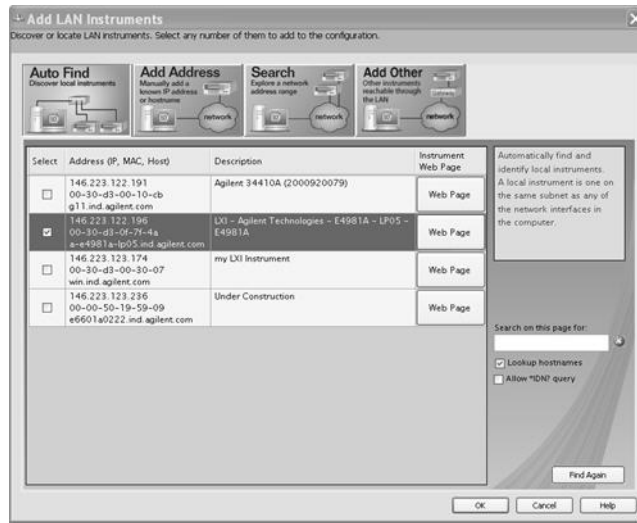 Add LAN Instruments
Discover or locate LAN instruments. Select any number of them to add to the configuration.
Auto Find
Discover local instruments
Add Address
Manually add a
known IP address
or hostname
network
Search
Explore a network
address range
network
Add Other
Other instruments
reachable through
the LAN
Gateway
network
Select
Address (IP, MAC, Host)
Description
Instrument
Web Page
146.223.122.191
00-30-d3-00-10-cb
g11.ind.agilent.com
Agilent 34410A (2000920079)
Web Page
146.223.122.196
00-30-d3-0f-7f-4a
a-e4981a-lp05.ind.agilent.com
LXI - Agilent Technologies - E4981A - LP05 -
E4981A
Web Page
146.223.123.174
00-30-d3-00-30-07
win.ind.agilent.com
my LXI Instrument
Web Page
146.223.123.236
00-00-50-19-59-09
e6601a0222.ind.agilent.com
Under Construction
Web Page
Automatically find and
identify local instruments.
A local instrument is one on
the same subnet as any of
the network interfaces in
the computer.
Search on this page for:
Lookup hostnames
Allow *IDN? query
Find Again
OK
Cancel
Help